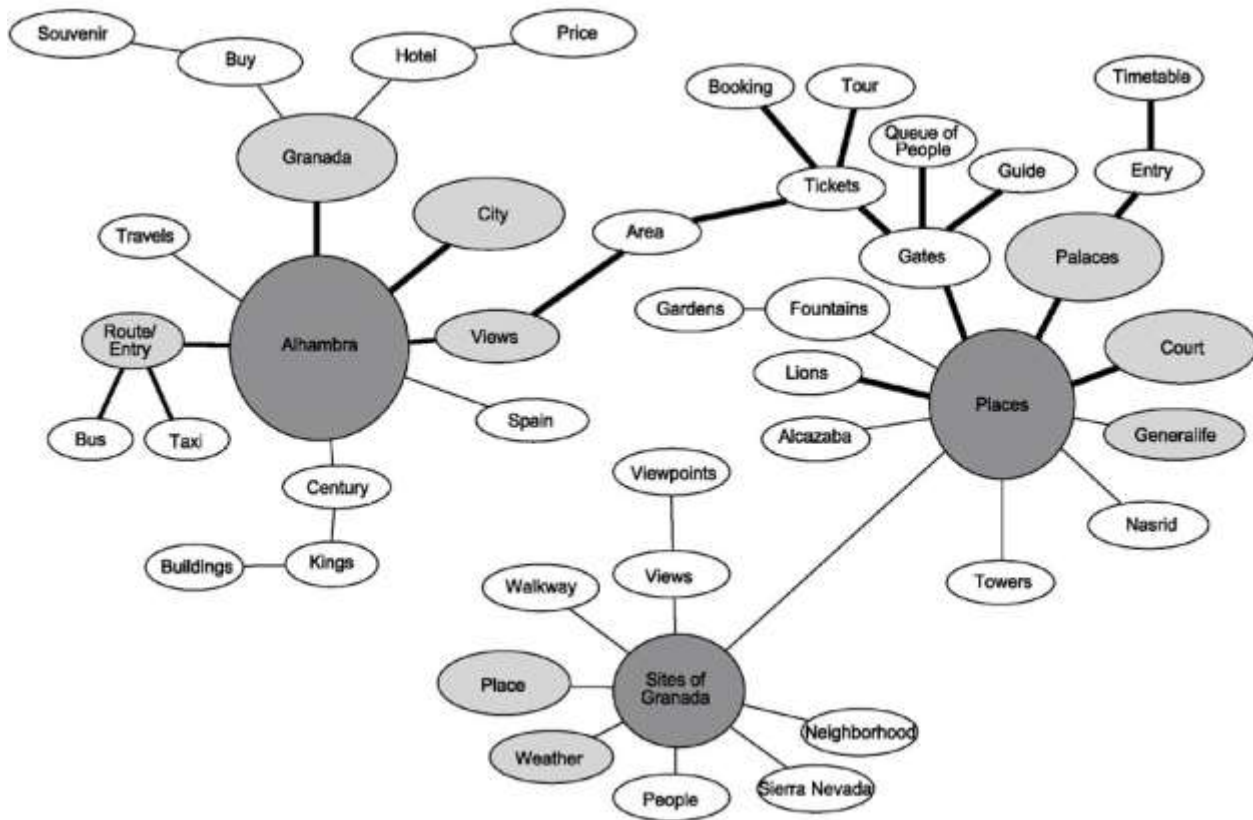 Souvenir
Buy
Hotel
Price
Granada
City
Travels
Route/
Entry
Alhambra
Views
Bus
Taxi
Spain
Century
Kings
Buildings
Booking
Tour
Tickets
Area
Queue of
People
Guide
Gates
Timetable
Entry
Palaces
Gardens
Fountains
Lions
Alcazaba
Places
Court
Generalife
Nasrid
Towers
Viewpoints
Views
Walkway
Place
Weather
Sites of
Granada
People
Sierra Nevada
Neighborhood